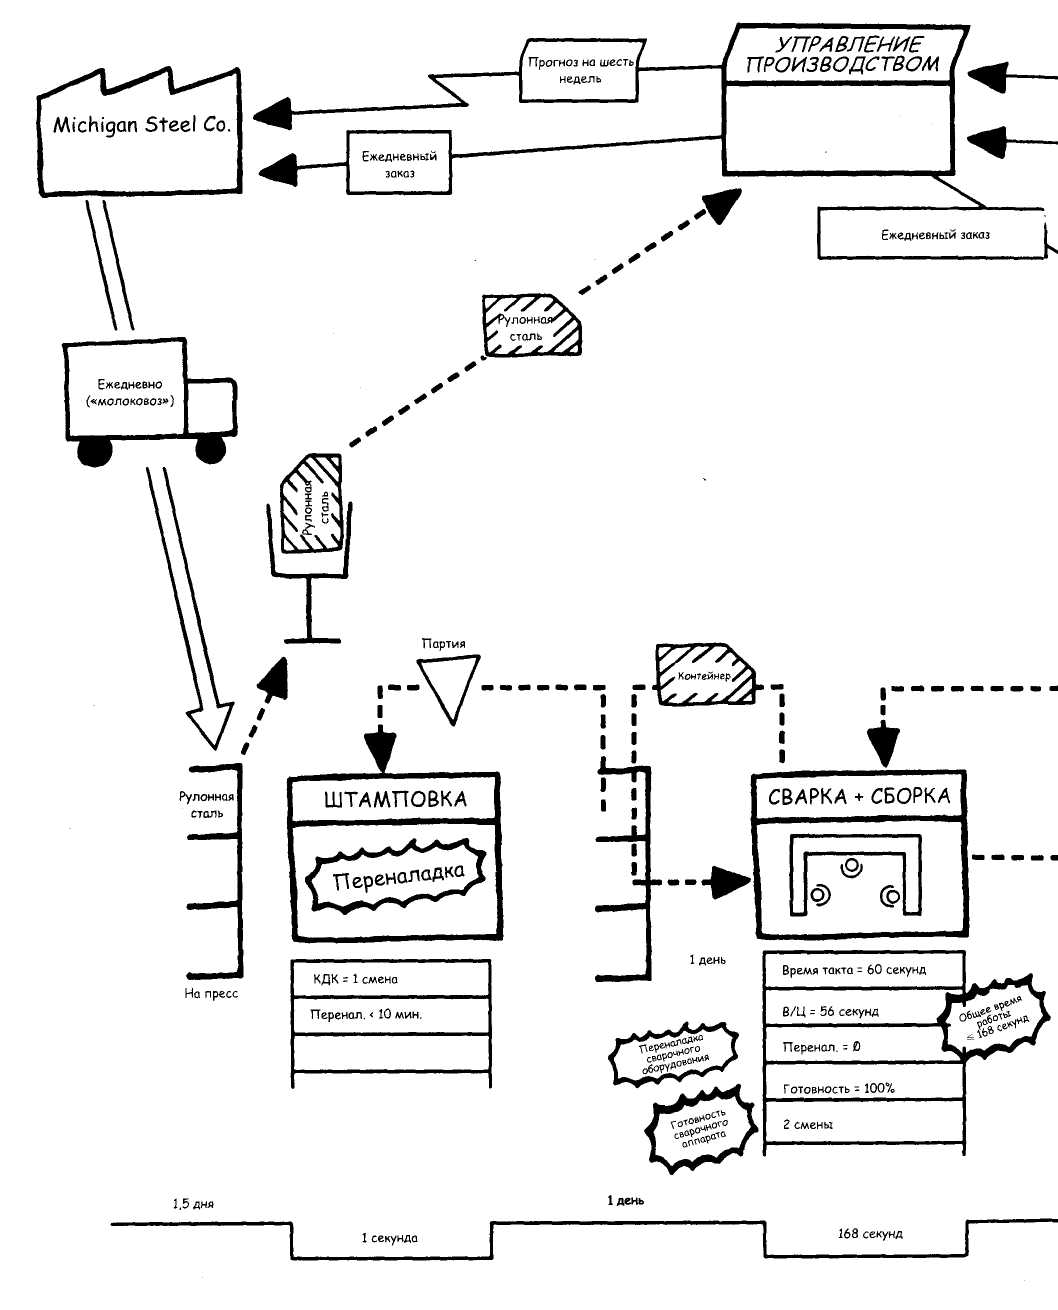 УПРАВЛЕНИЕ
ПРОИЗВОДСТВОМ
Прогноз на шесть
недель
Michigan Steel Co.
Ежедневный
заказ
Ежедневный заказ
Рулонная
сталь
Ежедневно
(«молоковоз»)
Рулонная
сталь
Партия
Контейнер
Рулонная
сталь
ШТАМПОВКА
СВАРКА + СБОРКА
Переналадка
На пресс
1 день
КДК = 1 смена
Перенал. < 10 мин.
Время такта = 60 секунд
В/Ц = 56 секунд
Перенал. = 0
Готовность = 100%
2 смены
Общее время
работы
≤ 168 секунд
Переналадка
сварочного
оборудования
Готовность
сварочного
аппарата
1,5 дня
1 день
1 секунда
168 секунд